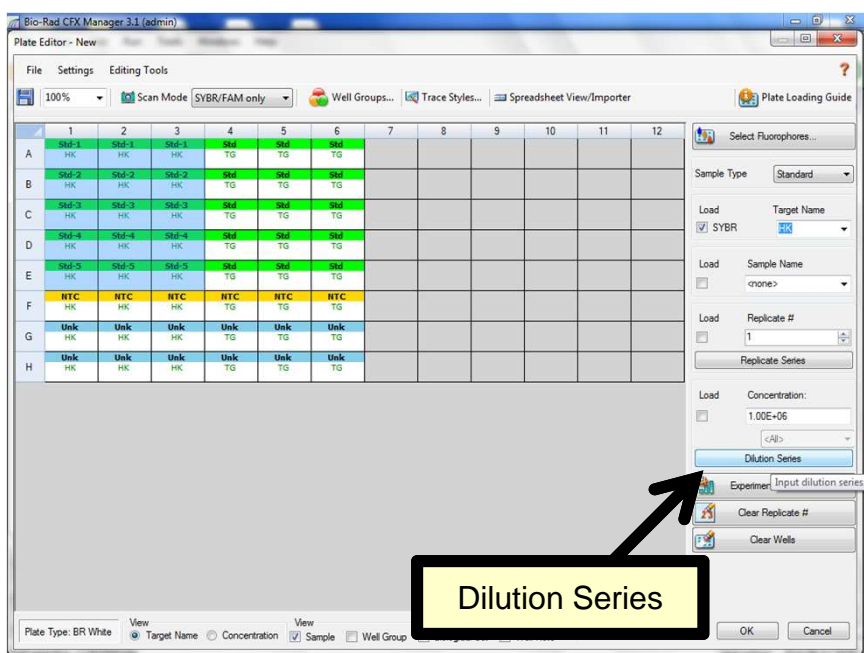 Bio-Rad CFX Manager 3.1 (admin)
Plate Editor - New
File Settings Editing Tools ?
100% Scan Mode SYBR/FAM only Well Groups... Trace Styles... Spreadsheet View/Importer Plate Loading Guide
1 2 3 4 5 6 7 8 9 10 11 12
Std-1 Std-1 Std-1 Std Std Std
A HK HK HK TG TG TG
Std-2 Std-2 Std-2 Std Std Std
B HK HK HK TG TG TG
Std-3 Std-3 Std-3 Std Std Std
C HK HK HK TG TG TG
Std-4 Std-4 Std-4 Std Std Std
D HK HK HK TG TG TG
Std-5 Std-5 Std-5 Std Std Std
E HK HK HK TG TG TG
NTC NTC NTC NTC NTC NTC
F HK HK HK TG TG TG
Unk Unk Unk Unk Unk Unk
G HK HK HK TG TG TG
Unk Unk Unk Unk Unk Unk
H HK HK HK TG TG TG
Select Fluorophores...
Sample Type Standard
Load Target Name
SYBR HK
Load Sample Name
<none>
Load Replicate #
1
Replicate Series
Load Concentration:
1.00E+06
<All>
Dilution Series
Input dilution series
Clear Replicate #
Clear Wells
Dilution Series
Plate Type: BR White View Target Name Concentration View Sample Well Group
OK Cancel